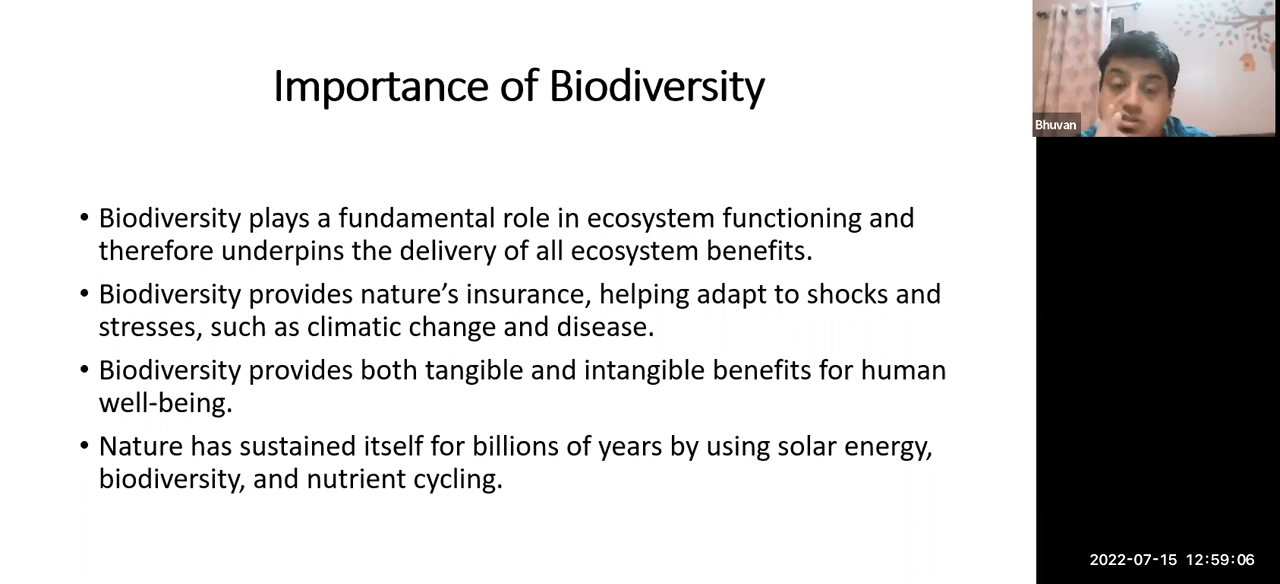 Importance of Biodiversity
• Biodiversity plays a fundamental role in ecosystem functioning and
therefore underpins the delivery of all ecosystem benefits.
• Biodiversity provides nature’s insurance, helping adapt to shocks and
stresses, such as climatic change and disease.
• Biodiversity provides both tangible and intangible benefits for human
well-being.
• Nature has sustained itself for billions of years by using solar energy,
biodiversity, and nutrient cycling.
Bhuvan
2022-07-15 12:59:06